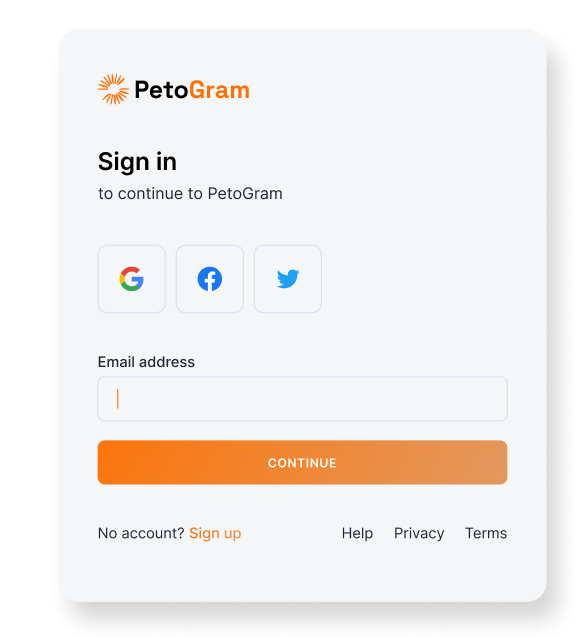 PetoGram
Sign in
to continue to PetoGram
Email address
CONTINUE
No account? Sign up
Help Privacy Terms